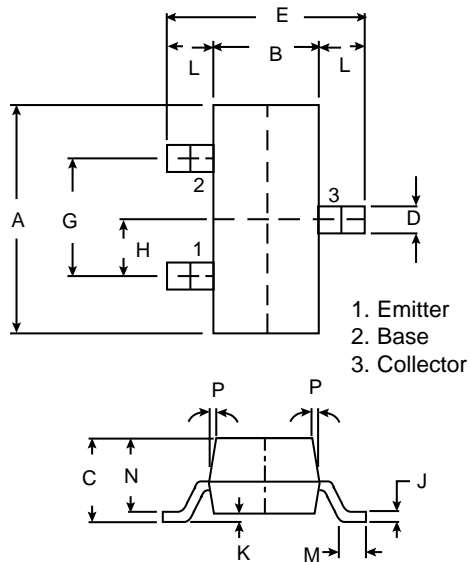 E
L B L
2
3
A G H D
1
1. Emitter
2. Base
3. Collector
P P
C N J
K M